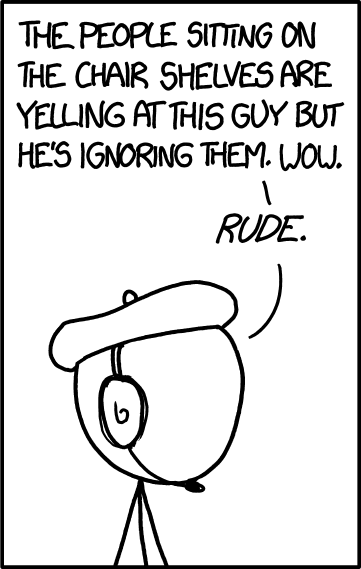 THE PEOPLE SITTING ON
THE CHAIR SHELVES ARE
YELLING AT THIS GUY BUT
HE'S IGNORING THEM. WOW.
RUDE.
b